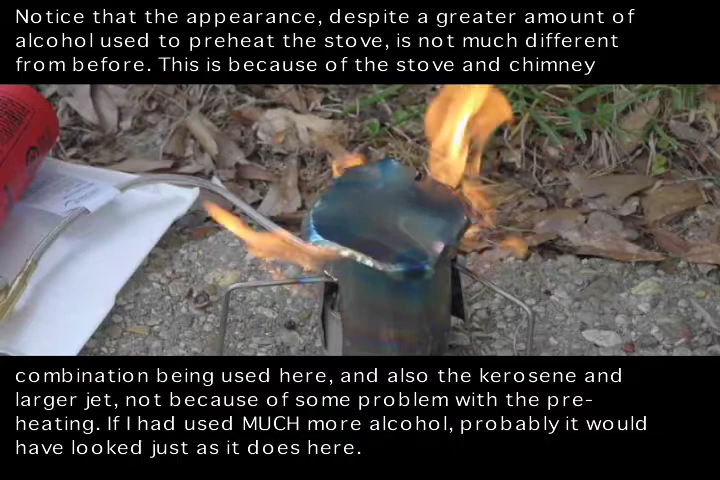 Notice that the appearance, despite a greater amount of
alcohol used to preheat the stove, is not much different
from before. This is because of the stove and chimney
combination being used here, and also the kerosene and
larger jet, not because of some problem with the pre-
heating. If I had used MUCH more alcohol, probably it would
have looked just as it does here.